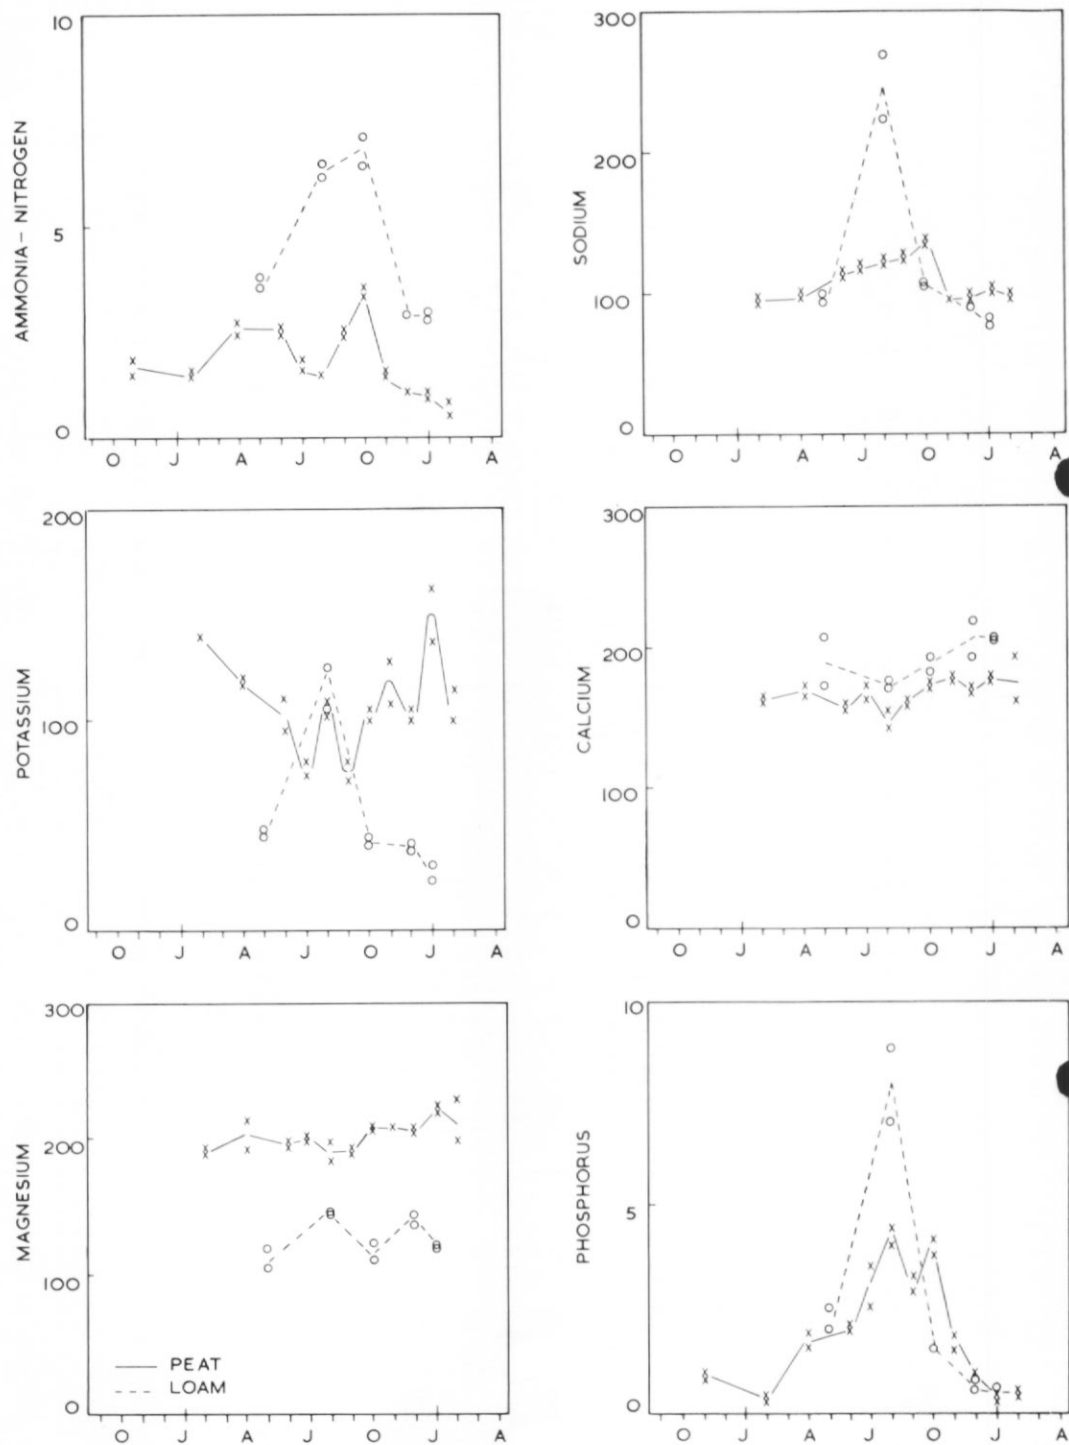 AMMONIA – NITROGEN
10
5
0
O J A J O J A
SODIUM
300
200
100
0
O J A J O J A
POTASSIUM
200
100
0
O J A J O J A
CALCIUM
300
200
100
0
O J A J O J A
MAGNESIUM
300
200
100
0
PEAT
LOAM
O J A J O J A
PHOSPHORUS
10
5
0
O J A J O J A